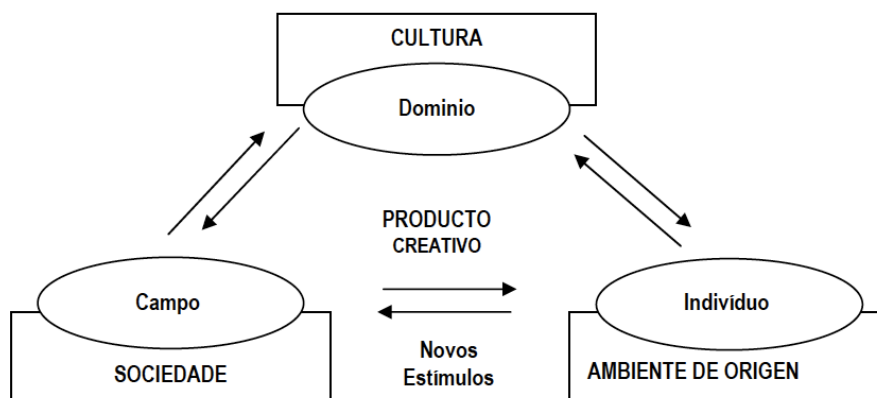 CULTURA
Dominio
PRODUCTO
CREATIVO
Campo
Indivíduo
Novos
Estímulos
SOCIEDADE
AMBIENTE DE ORIGEN